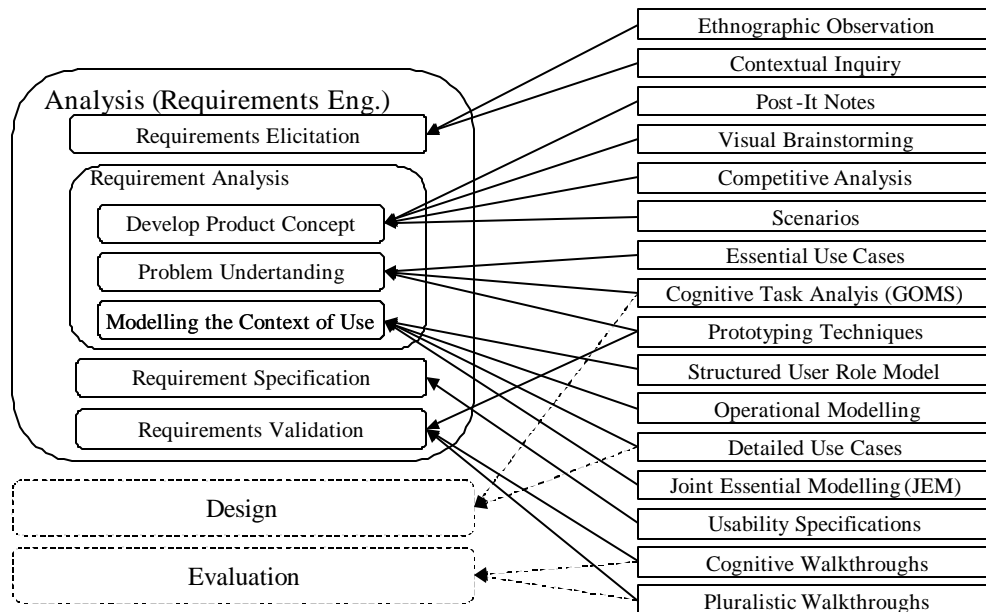 Analysis (Requirements Eng.)
Requirements Elicitation
Requirement Analysis
Develop Product Concept
Problem Undertanding
Modelling the Context of Use
Requirement Specification
Requirements Validation
Design
Evaluation
Ethnographic Observation
Contextual Inquiry
Post-It Notes
Visual Brainstorming
Competitive Analysis
Scenarios
Essential Use Cases
Cognitive Task Analyis (GOMS)
Prototyping Techniques
Structured User Role Model
Operational Modelling
Detailed Use Cases
Joint Essential Modelling (JEM)
Usability Specifications
Cognitive Walkthroughs
Pluralistic Walkthroughs